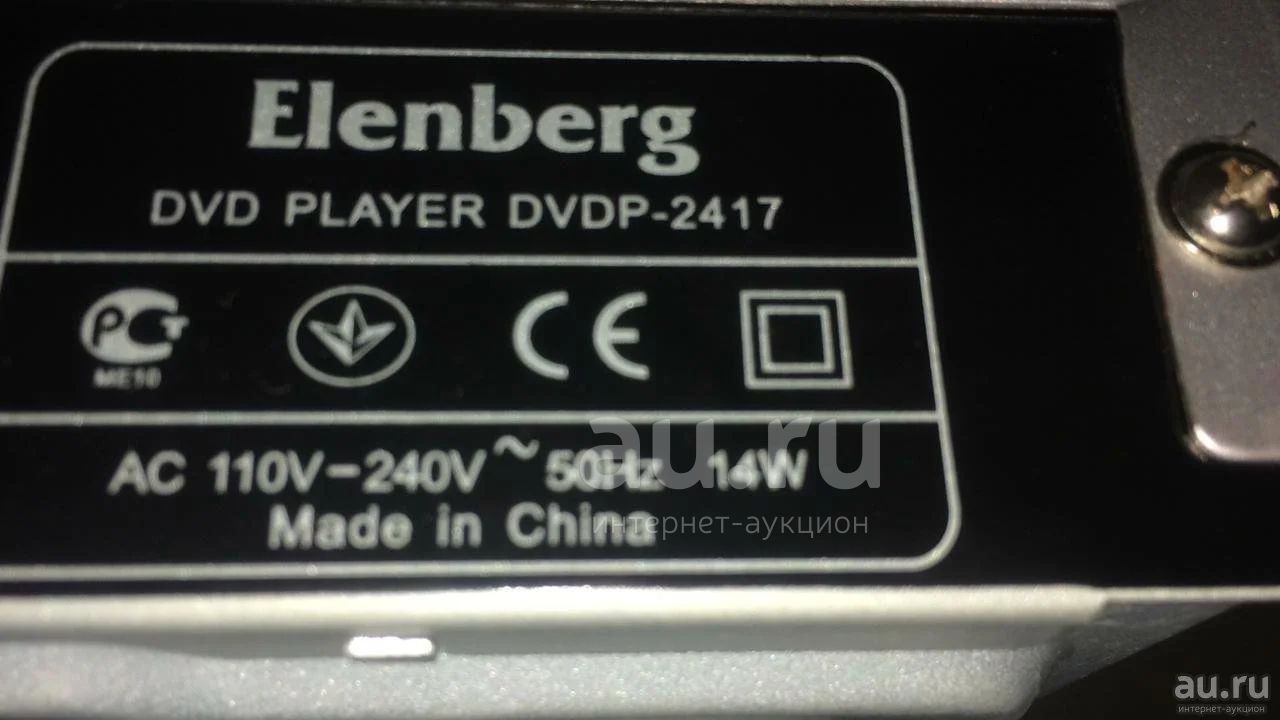 Elenberg
DVD PLAYER DVDP-2417
РСТ
ME10
CE
AC 110V-240V ~ 50Hz 14W
Made in China
au.ru
интернет-аукцион
au.ru
интернет-аукцион